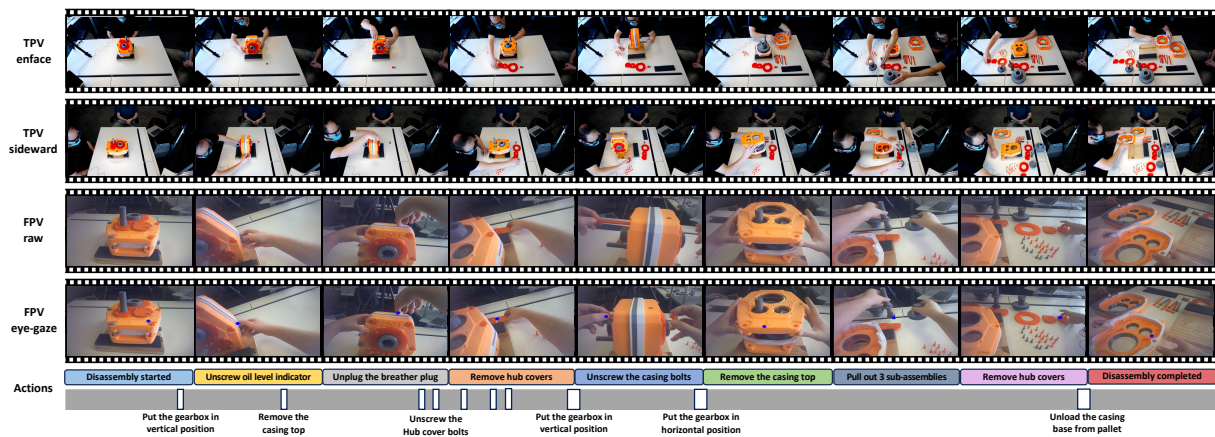 TPV
enface
TPV
sideward
FPV
raw
FPV
eye-gaze
Actions
Disassembly started
Unscrew oil level indicator
Unplug the breather plug
Remove hub covers
Unscrew the casing bolts
Remove the casing top
Pull out 3 sub-assemblies
Remove hub covers
Disassembly completed
Put the gearbox in
vertical position
Remove the
casing top
Unscrew the
Hub cover bolts
Put the gearbox in
vertical position
Put the gearbox in
horizontal position
Unload the casing
base from pallet